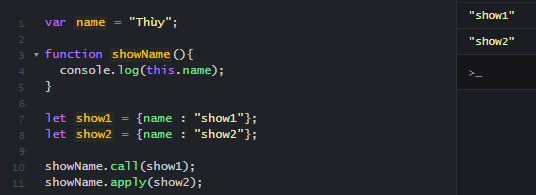 1 var name = "Thùy";
2
3 function showName(){
4 console.log(this.name);
5 }
6
7 let show1 = {name : "show1"};
8 let show2 = {name : "show2"};
9
10 showName.call(show1);
11 showName.apply(show2);
"show1"
"show2"
>_